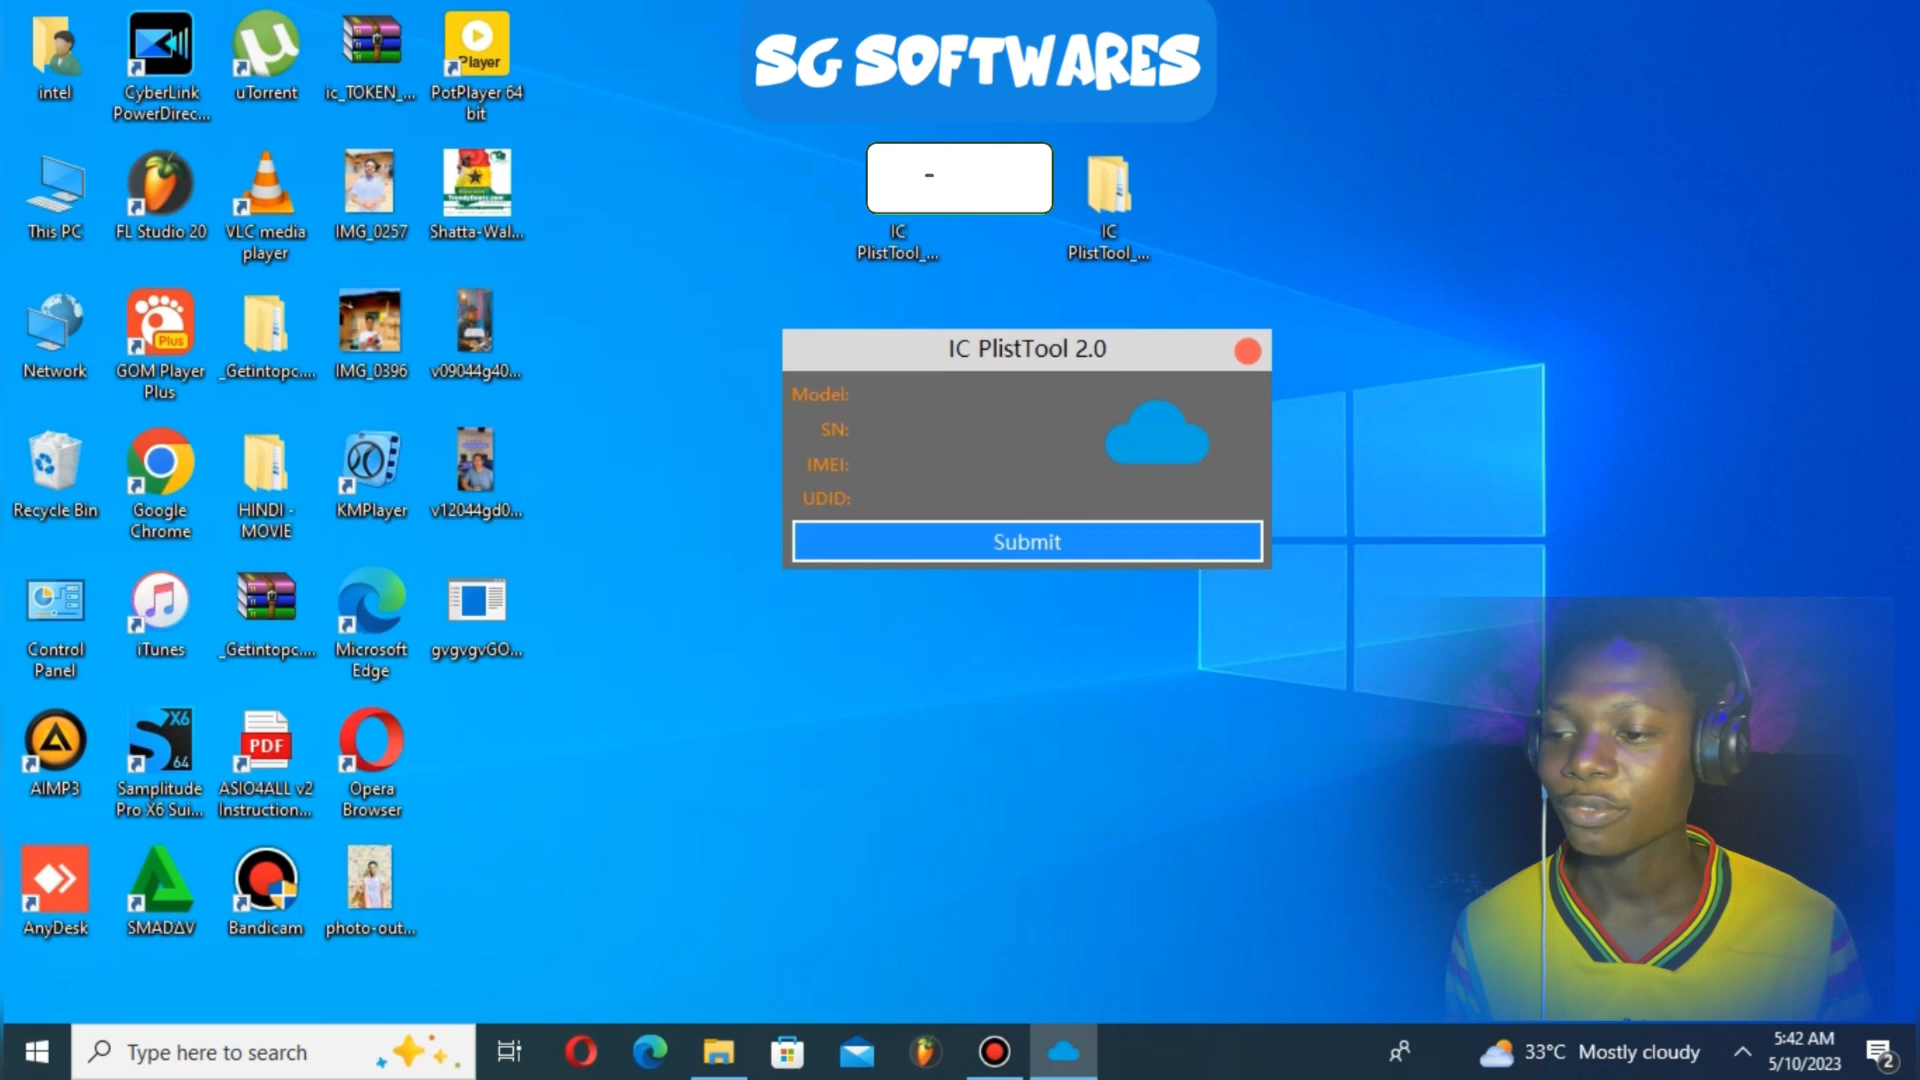 SG SOFTWARES
intel
CyberLink
PowerDirec...
uTorrent
ic_TOKEN_...
Player
PotPlayer 64
bit
-
This PC
FL Studio 20
VLC media
player
IMG_0257
Shatta-Wal...
IC
PlistTool_...
IC
PlistTool_...
Network
Plus
GOM Player
Plus
_Getintopc....
IMG_0396
v09044g40...
IC PlistTool 2.0
Model:
SN:
IMEI:
UDID:
Submit
Recycle Bin
Google
Chrome
HINDI -
MOVIE
KMPlayer
v12044gd0...
Control
Panel
iTunes
_Getintopc....
Microsoft
Edge
gvgvgvGO...
X6
64
PDF
AIMP3
Samplitude
Pro X6 Sui...
ASIO4ALL v2
Instruction...
Opera
Browser
AnyDesk
SMADΔV
Bandicam
photo-out...
Type here to search
33°C Mostly cloudy
5:42 AM
5/10/2023
2